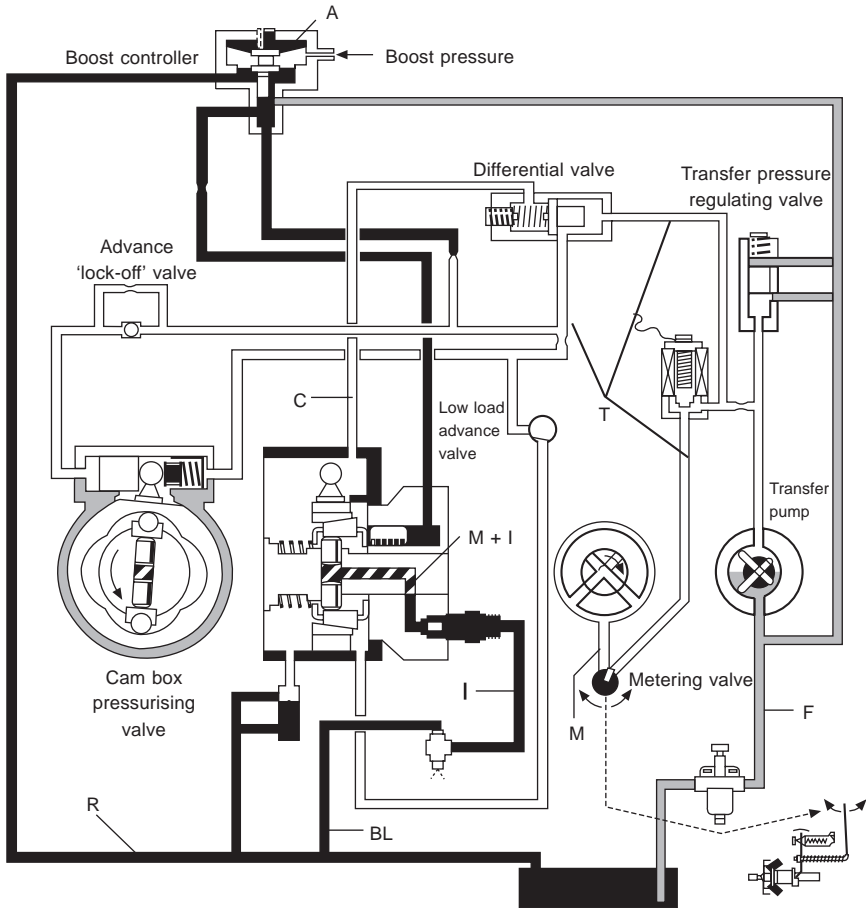 A
Boost controller
Boost pressure
Differential valve
Transfer pressure
regulating valve
Advance
‘lock-off’ valve
C
Low load
advance
valve
T
Transfer
pump
M + I
Cam box
pressurising
valve
I
Metering valve
M
F
R
BL